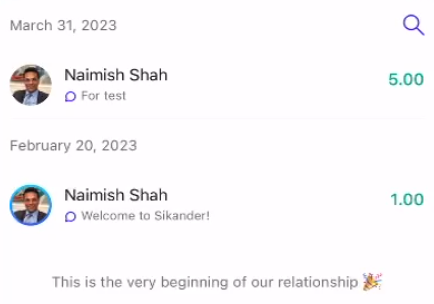 March 31, 2023
Naimish Shah
5.00
For test
February 20, 2023
Naimish Shah
1.00
Welcome to Sikander!
This is the very beginning of our relationship 🎉